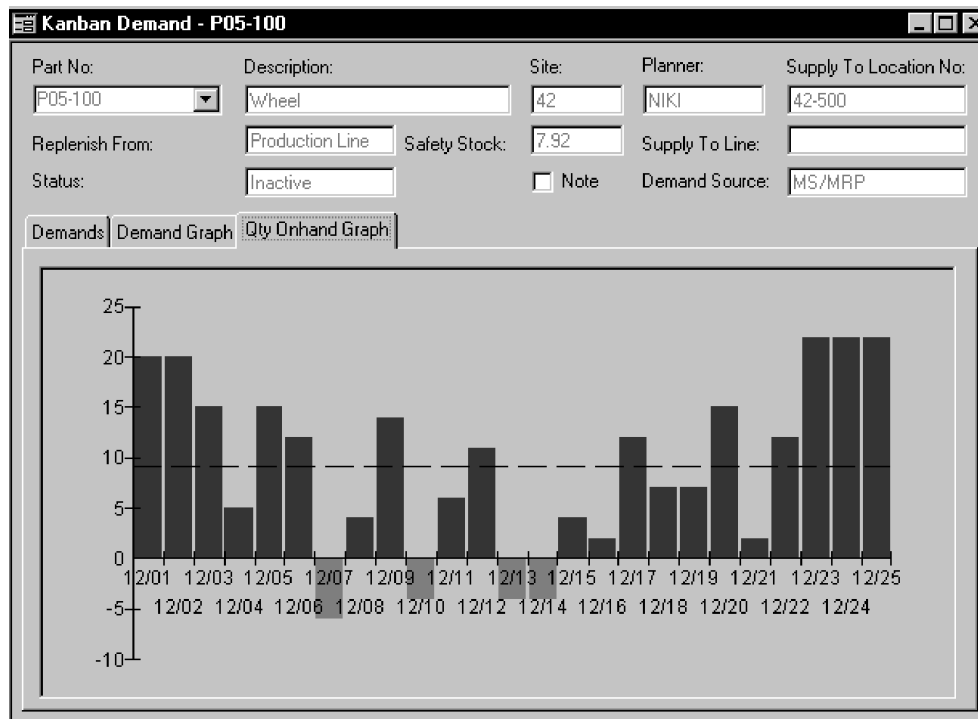 Kanban Demand - P05-100
Part No: Description: Site: Planner: Supply To Location No:
P05-100 Wheel 42 NIKI 42-500
Replenish From: Production Line Safety Stock: 7.92 Supply To Line:
Status: Inactive Note Demand Source: MS/MRP
Demands Demand Graph Qty Onhand Graph
25
20
15
10
5
0
12/01 12/03 12/05 12/07 12/09 12/11 12/13 12/15 12/17 12/19 12/21 12/23 12/25
-5
12/02 12/04 12/06 12/08 12/10 12/12 12/14 12/16 12/18 12/20 12/22 12/24
-10